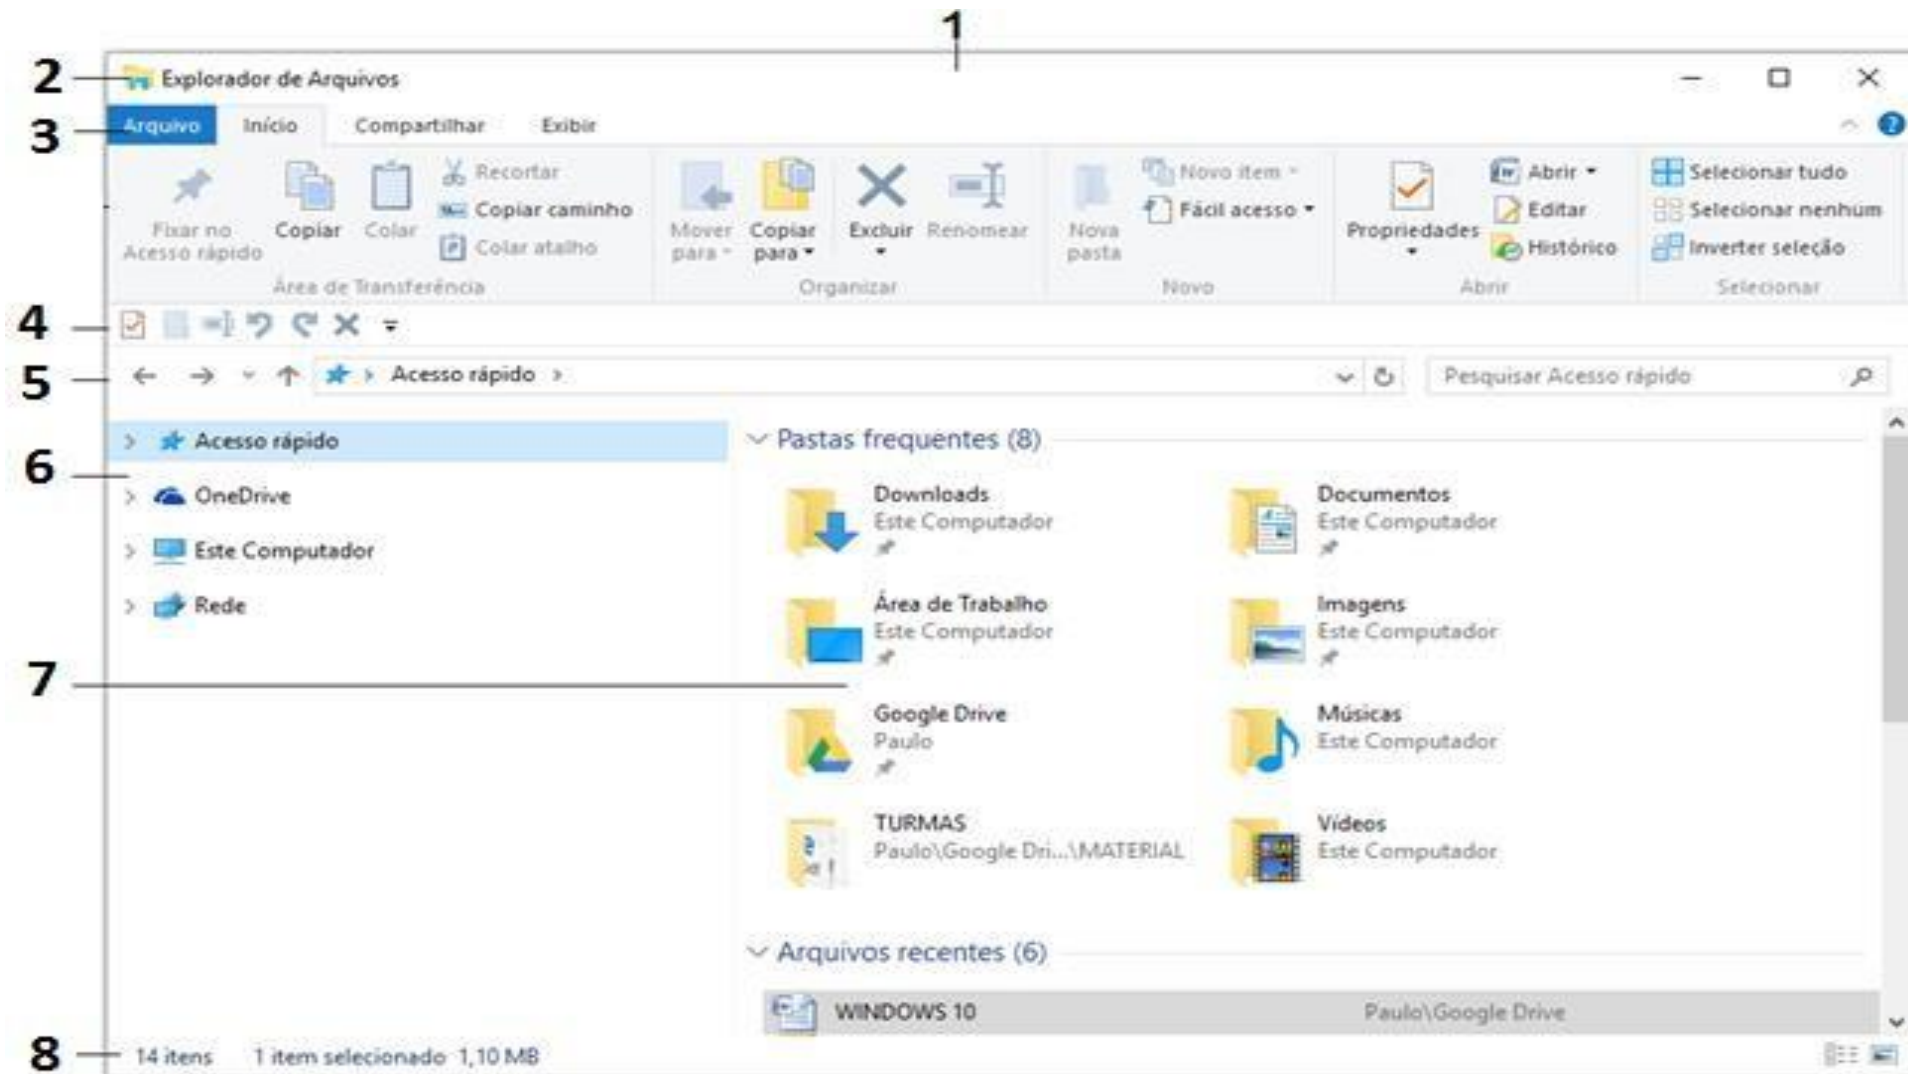 1
2 Explorador de Arquivos
3 Arquivo Início Compartilhar Exibir
Fixar no Acesso rápido
Copiar
Colar
Recortar
Copiar caminho
Colar atalho
Área de Transferência
Mover para
Copiar para
Excluir
Renomear
Organizar
Nova pasta
Novo item
Fácil acesso
Novo
Propriedades
Abrir
Editar
Histórico
Abrir
Selecionar tudo
Selecionar nenhum
Inverter seleção
Selecionar
4
5 Acesso rápido Pesquisar Acesso rápido
6
Acesso rápido
OneDrive
Este Computador
Rede
7
Pastas frequentes (8)
Downloads
Este Computador
Documentos
Este Computador
Área de Trabalho
Este Computador
Imagens
Este Computador
Google Drive
Paulo
Músicas
Este Computador
TURMAS
Paulo\Google Dri...\MATERIAL
Vídeos
Este Computador
Arquivos recentes (6)
WINDOWS 10 Paulo\Google Drive
8 14 itens 1 item selecionado 1,10 MB